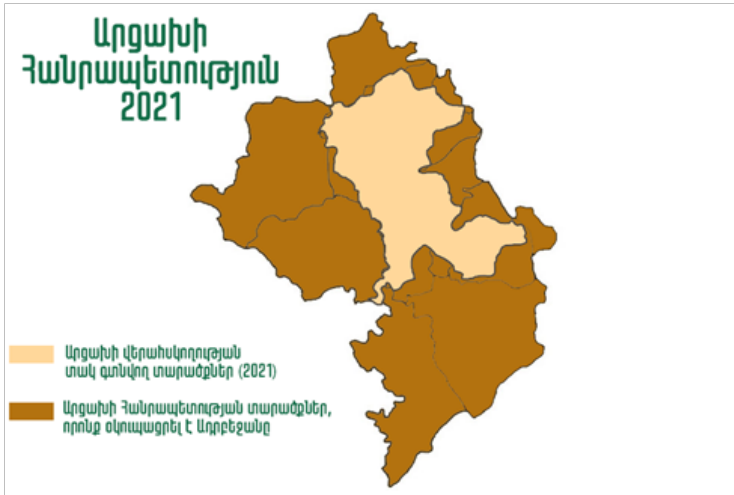 Արցախի
Հանրապետություն
2021
Արցախի վերահսկողության
տակ գտնվող տարածքներ (2021)
Արցախի Հանրապետության տարածքներ,
որոնք օկուպացրել է Ադրբեջանը